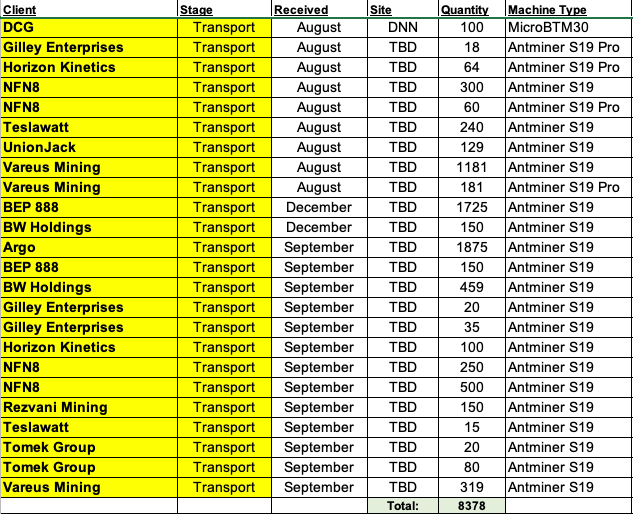 Client Stage Received Site Quantity Machine Type
DCG Transport August DNN 100 MicroBTM30
Gilley Enterprises Transport August TBD 18 Antminer S19 Pro
Horizon Kinetics Transport August TBD 64 Antminer S19 Pro
NFN8 Transport August TBD 300 Antminer S19
NFN8 Transport August TBD 60 Antminer S19 Pro
Teslawatt Transport August TBD 240 Antminer S19
UnionJack Transport August TBD 129 Antminer S19
Vareus Mining Transport August TBD 1181 Antminer S19
Vareus Mining Transport August TBD 181 Antminer S19 Pro
BEP 888 Transport December TBD 1725 Antminer S19
BW Holdings Transport December TBD 150 Antminer S19
Argo Transport September TBD 1875 Antminer S19
BEP 888 Transport September TBD 150 Antminer S19
BW Holdings Transport September TBD 459 Antminer S19
Gilley Enterprises Transport September TBD 20 Antminer S19
Gilley Enterprises Transport September TBD 35 Antminer S19
Horizon Kinetics Transport September TBD 100 Antminer S19
NFN8 Transport September TBD 250 Antminer S19
NFN8 Transport September TBD 500 Antminer S19
Rezvani Mining Transport September TBD 150 Antminer S19
Teslawatt Transport September TBD 15 Antminer S19
Tomek Group Transport September TBD 20 Antminer S19
Tomek Group Transport September TBD 80 Antminer S19
Vareus Mining Transport September TBD 319 Antminer S19
Total: 8378